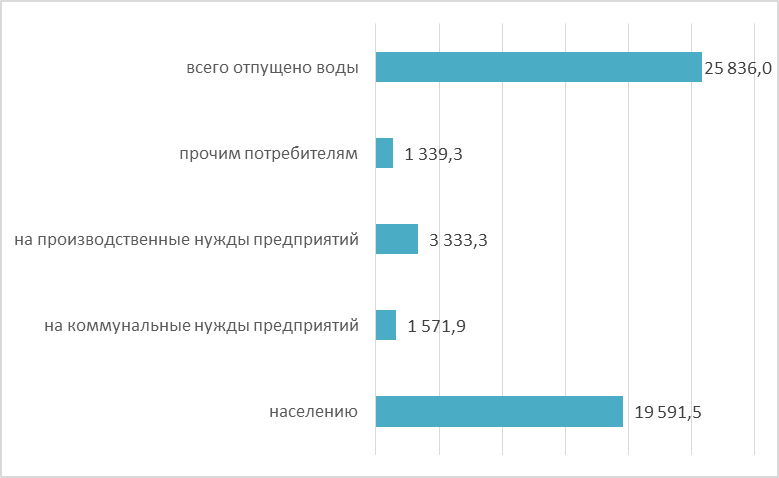 всего отпущено воды
25 836,0
прочим потребителям
1 339,3
на производственные нужды предприятий
3 333,3
на коммунальные нужды предприятий
1 571,9
населению
19 591,5